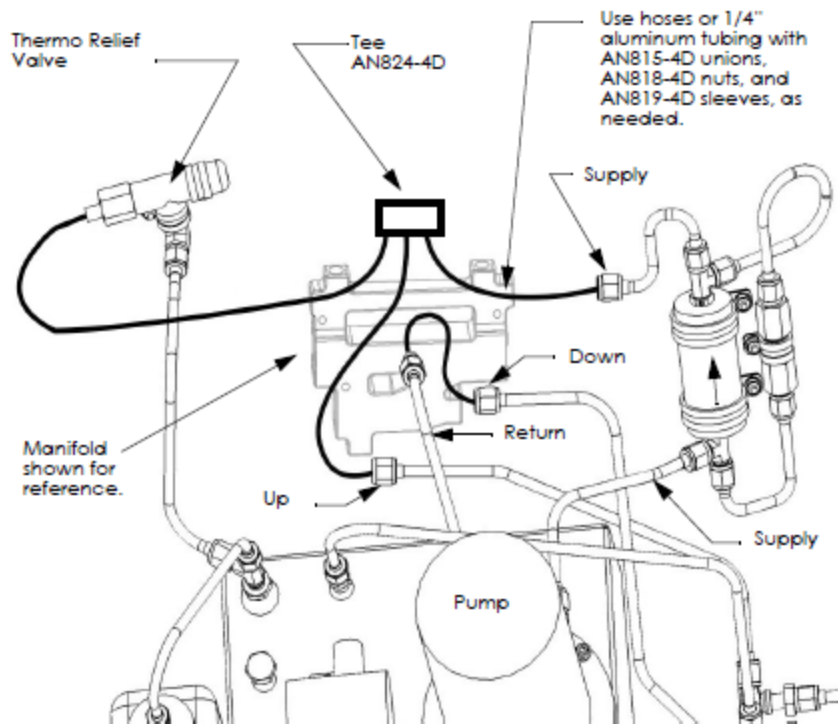 Thermo Relief
Valve
Tee
AN824-4D
Use hoses or 1/4"
aluminum tubing with
AN815-4D unions,
AN818-4D nuts, and
AN819-4D sleeves, as
needed.
Supply
Down
Return
Manifold
shown for
reference.
Up
Supply
Pump